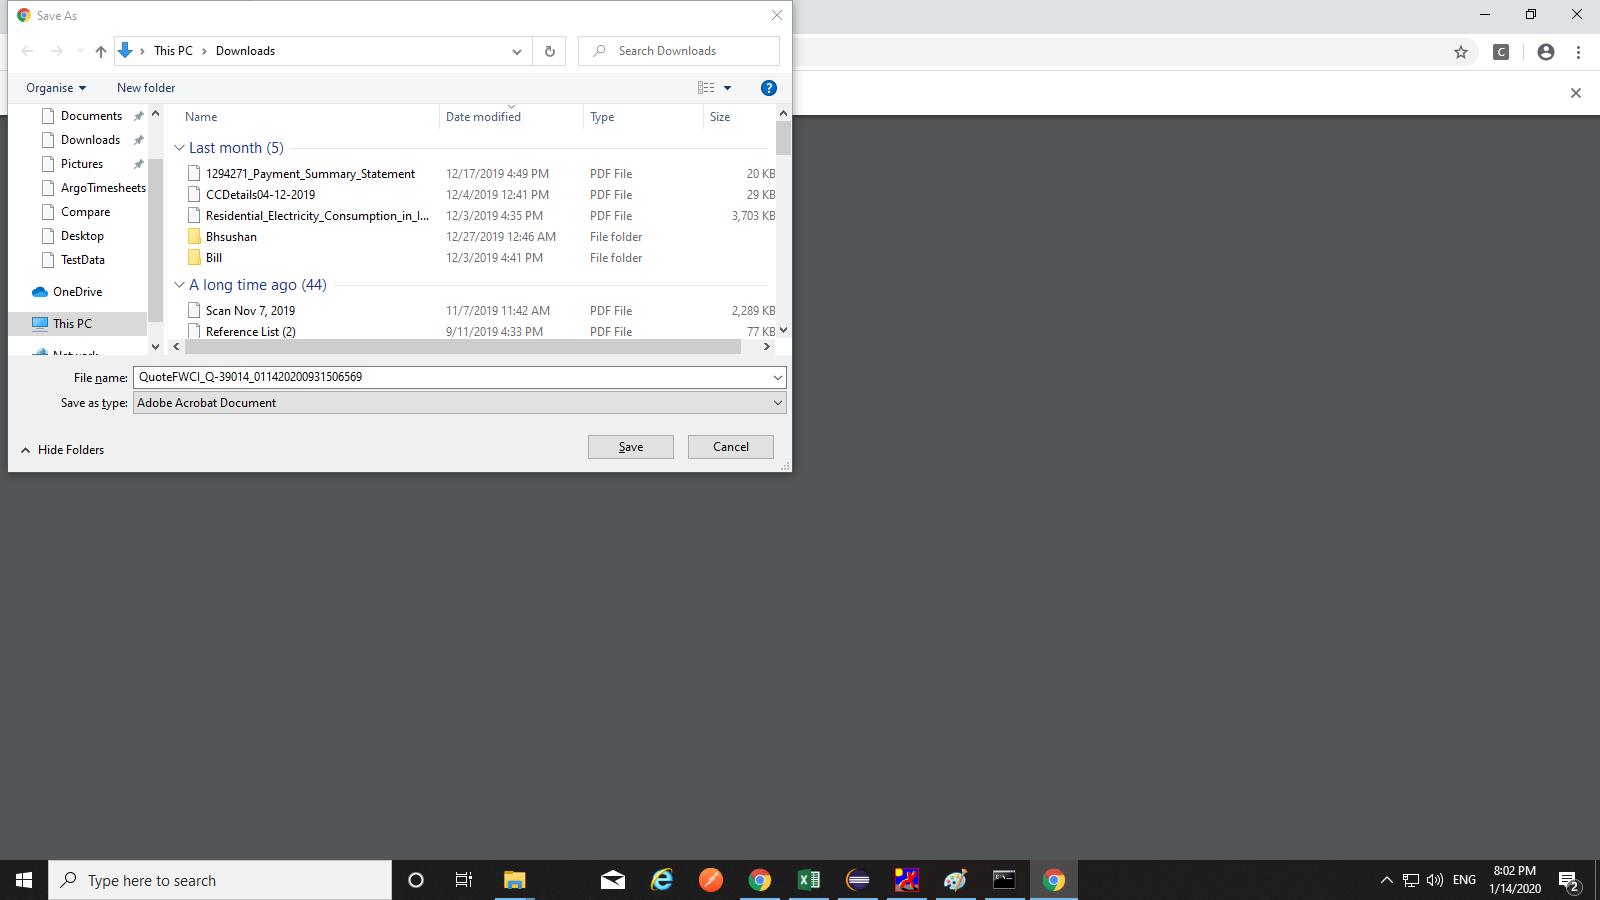 Save As
This PC > Downloads
Search Downloads
Organise
New folder
Documents
Downloads
Pictures
ArgoTimesheets
Compare
Desktop
TestData
OneDrive
This PC
Network
Name Date modified Type Size
Last month (5)
1294271_Payment_Summary_Statement 12/17/2019 4:49 PM PDF File 20 KB
CCDetails04-12-2019 12/4/2019 12:41 PM PDF File 29 KB
Residential_Electricity_Consumption_in_I... 12/3/2019 4:35 PM PDF File 3,703 KB
Bhsushan 12/27/2019 12:46 AM File folder
Bill 12/3/2019 4:41 PM File folder
A long time ago (44)
Scan Nov 7, 2019 11/7/2019 11:42 AM PDF File 2,289 KB
Reference List (2) 9/11/2019 4:33 PM PDF File 77 KB
File name: QuoteFWCI_Q-39014_011420200931506569
Save as type: Adobe Acrobat Document
Hide Folders
Save
Cancel
C
Type here to search
ENG
8:02 PM
1/14/2020
2